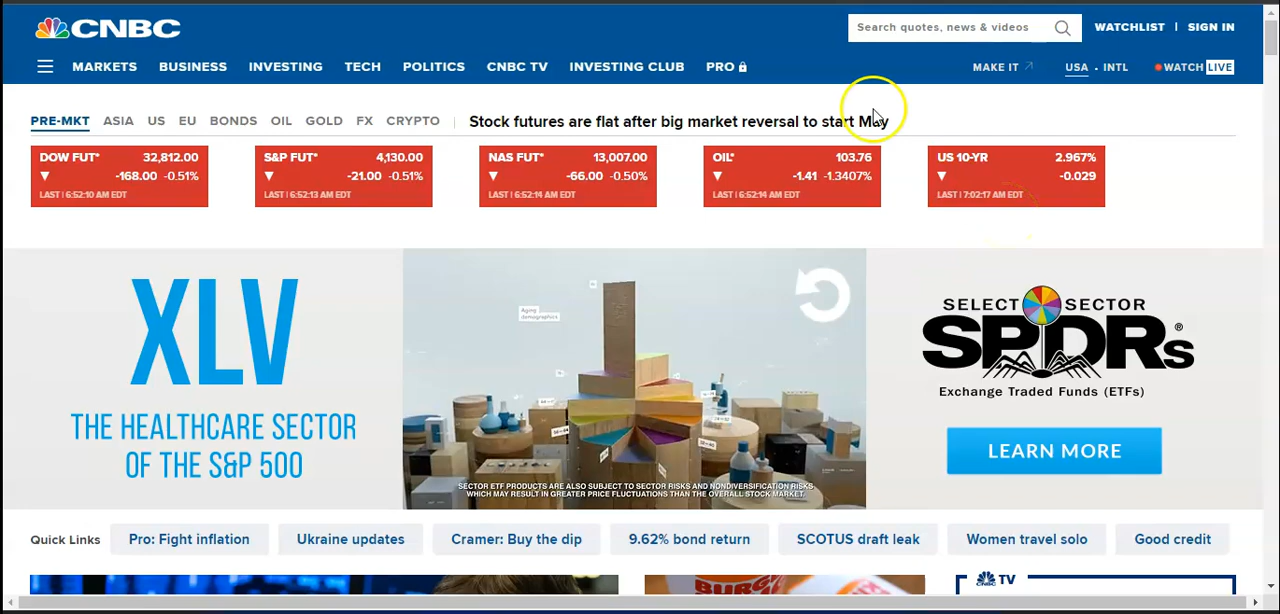 CNBC
Search quotes, news & videos
WATCHLIST | SIGN IN
MARKETS BUSINESS INVESTING TECH POLITICS CNBC TV INVESTING CLUB PRO
MAKE IT USA • INTL WATCH LIVE
PRE-MKT ASIA US EU BONDS OIL GOLD FX CRYPTO | Stock futures are flat after big market reversal to start May
DOW FUT* 32,812.00
▼ -168.00 -0.51%
LAST | 6:52:10 AM EDT
S&P FUT* 4,130.00
▼ -21.00 -0.51%
LAST | 6:52:13 AM EDT
NAS FUT* 13,007.00
▼ -66.00 -0.50%
LAST | 6:52:14 AM EDT
OIL* 103.76
▼ -1.41 -1.3407%
LAST | 6:52:14 AM EDT
US 10-YR 2.967%
▼ -0.029
LAST | 7:02:17 AM EDT
XLV
THE HEALTHCARE SECTOR
OF THE S&P 500
Aging
demographics
SECTOR ETF PRODUCTS ARE ALSO SUBJECT TO SECTOR RISKS AND NONDIVERSIFICATION RISKS
WHICH MAY RESULT IN GREATER PRICE FLUCTUATIONS THAN THE OVERALL STOCK MARKET.
SELECT SECTOR
SPDRs®
Exchange Traded Funds (ETFs)
LEARN MORE
Quick Links Pro: Fight inflation Ukraine updates Cramer: Buy the dip 9.62% bond return SCOTUS draft leak Women travel solo Good credit
BURG
CNBC TV